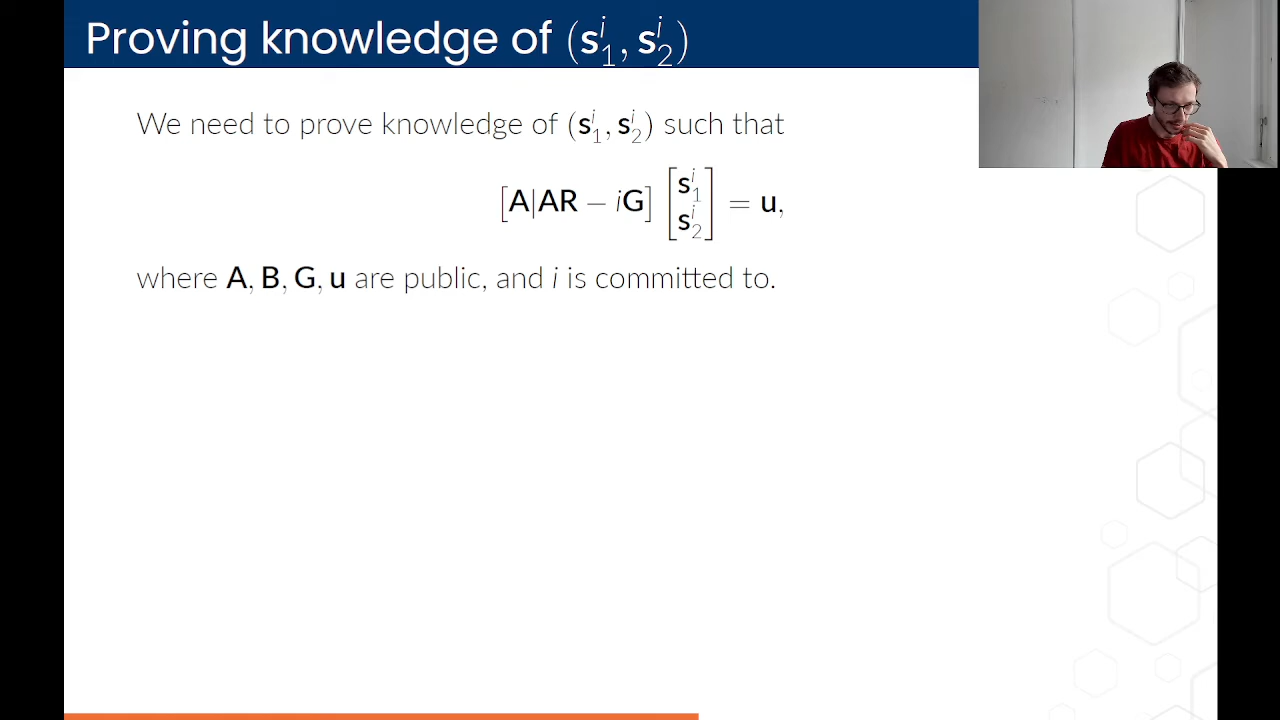 Proving knowledge of (s₁ⁱ, s₂ⁱ)
We need to prove knowledge of (s₁ⁱ, s₂ⁱ) such that
[A|AR − iG] [s₁ⁱ s₂ⁱ] = u,
where A, B, G, u are public, and i is committed to.